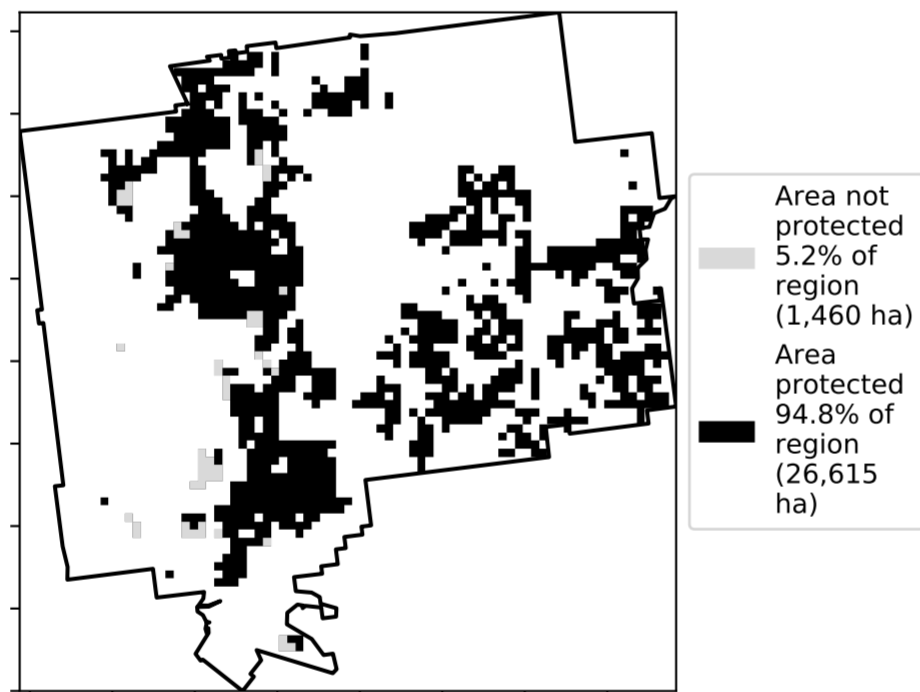 Area not
protected
5.2% of
region
(1,460 ha)
Area
protected
94.8% of
region
(26,615
ha)